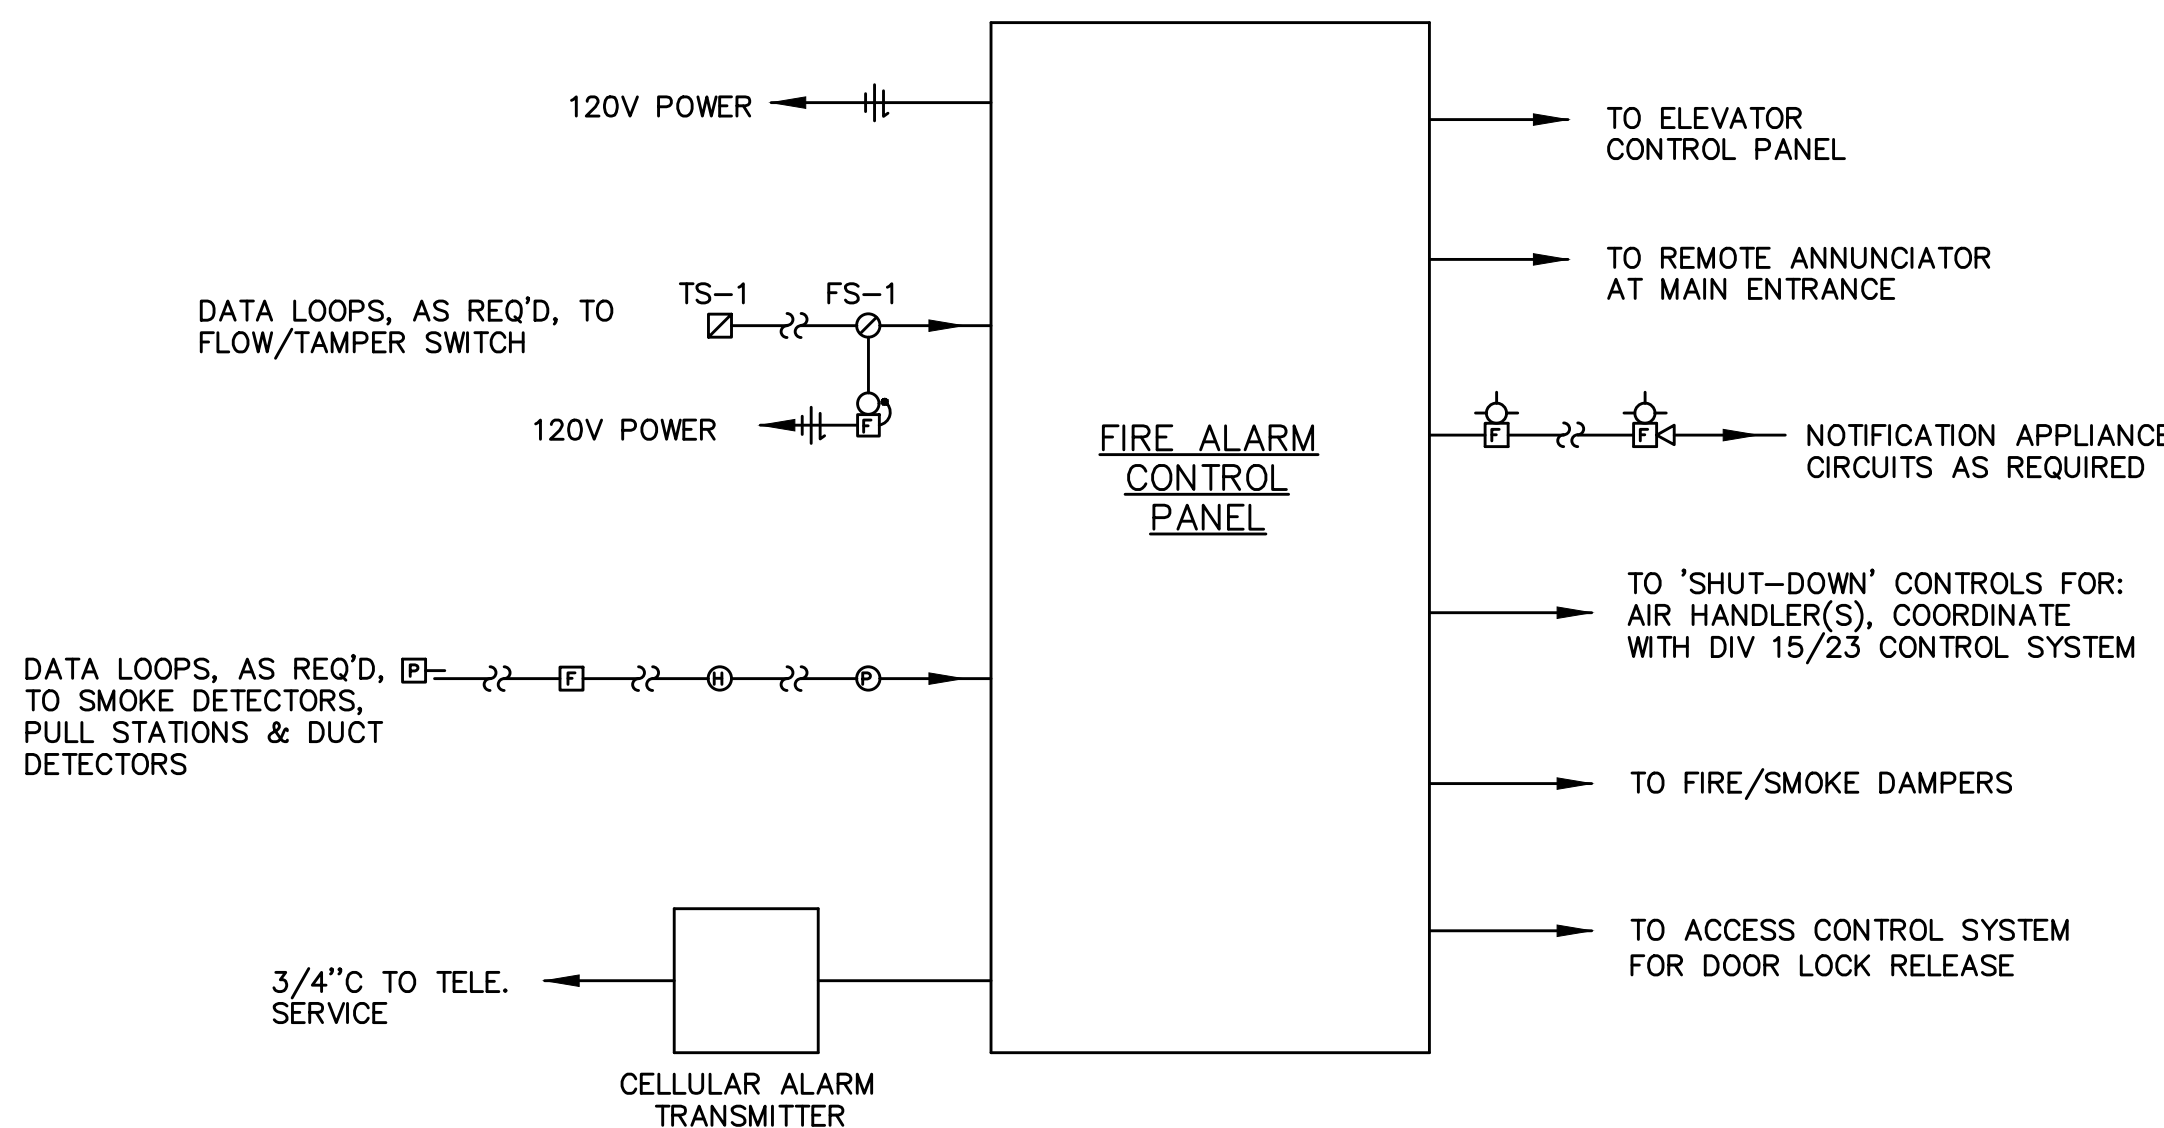 120V POWER
TO ELEVATOR
CONTROL PANEL
TO REMOTE ANNUNCIATOR
AT MAIN ENTRANCE
DATA LOOPS, AS REQ'D, TO
FLOW/TAMPER SWITCH
TS-1
FS-1
120V POWER
F
FIRE ALARM
CONTROL
PANEL
F
F
NOTIFICATION APPLIANCE
CIRCUITS AS REQUIRED
TO 'SHUT-DOWN' CONTROLS FOR:
AIR HANDLER(S), COORDINATE
WITH DIV 15/23 CONTROL SYSTEM
DATA LOOPS, AS REQ'D,
TO SMOKE DETECTORS,
PULL STATIONS & DUCT
DETECTORS
P
F
H
P
TO FIRE/SMOKE DAMPERS
TO ACCESS CONTROL SYSTEM
FOR DOOR LOCK RELEASE
3/4"C TO TELE.
SERVICE
CELLULAR ALARM
TRANSMITTER